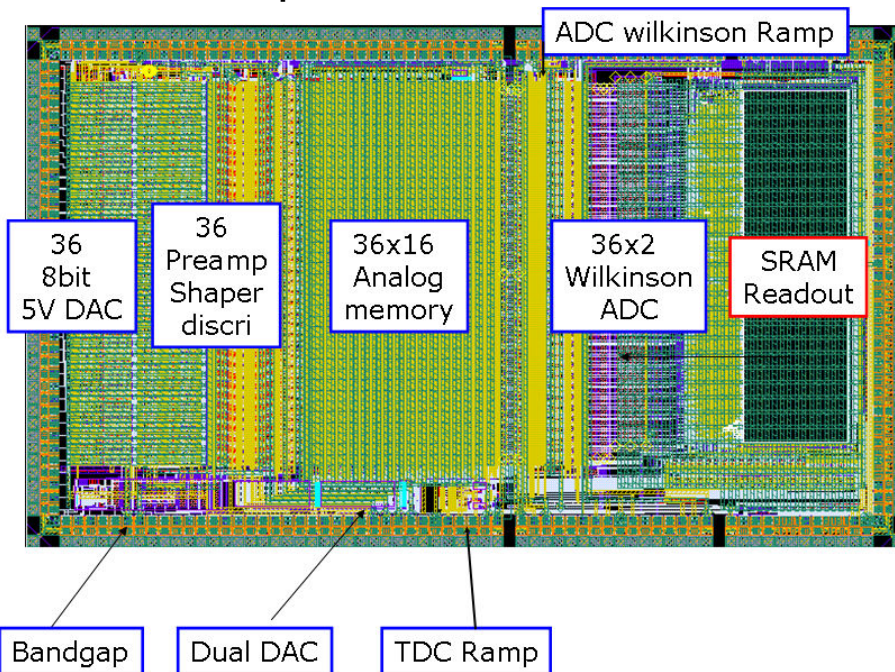 ADC wilkinson Ramp
36
8bit
5V DAC
36
Preamp
Shaper
discri
36x16
Analog
memory
36x2
Wilkinson
ADC
SRAM
Readout
Bandgap
Dual DAC
TDC Ramp